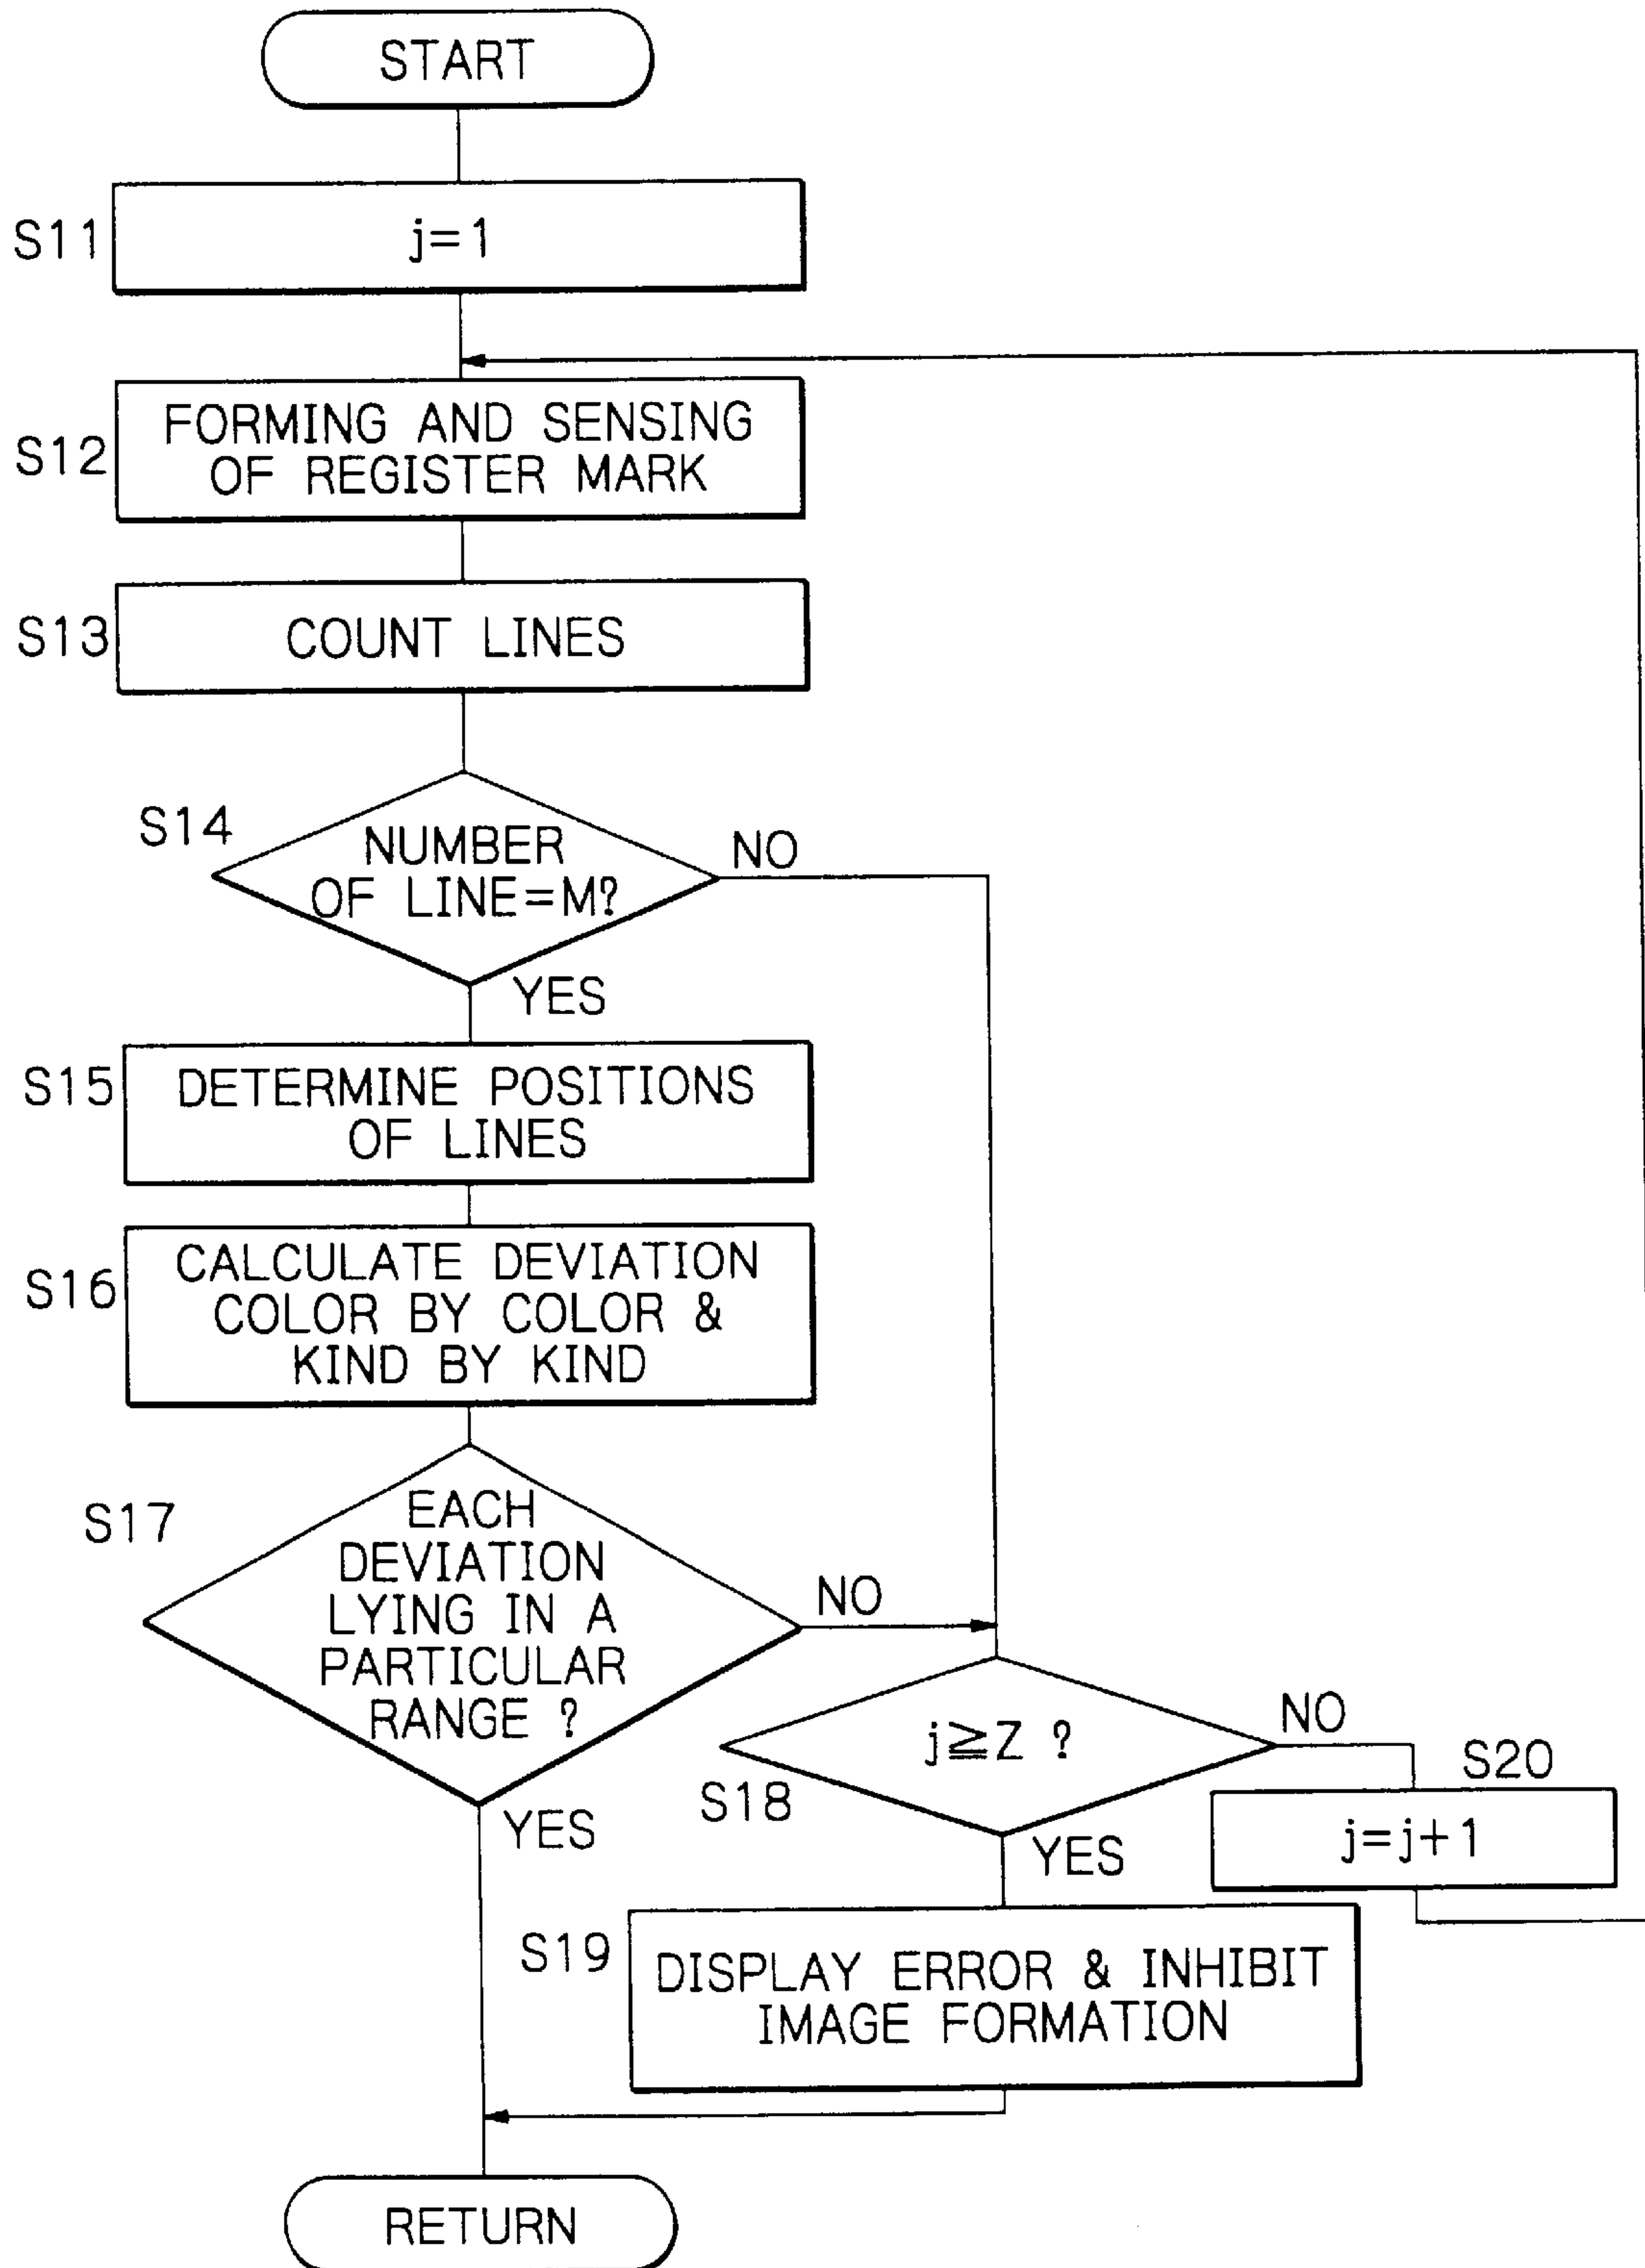 START
S11
j=1
S12
FORMING AND SENSING
OF REGISTER MARK
S13
COUNT LINES
S14
NUMBER
OF LINE=M?
NO
YES
S15
DETERMINE POSITIONS
OF LINES
S16
CALCULATE DEVIATION
COLOR BY COLOR &
KIND BY KIND
S17
EACH
DEVIATION
LYING IN A
PARTICULAR
RANGE ?
NO
YES
S18
j≧Z ?
NO
YES
S20
j=j+1
S19
DISPLAY ERROR & INHIBIT
IMAGE FORMATION
RETURN